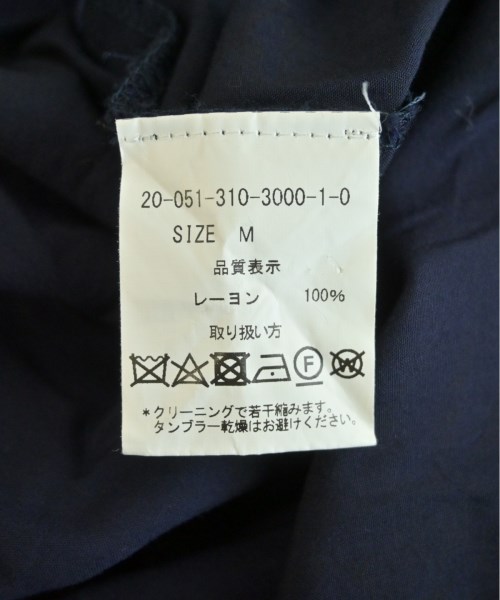 20-051-310-3000-1-0
SIZE M
品質表示
レーヨン 100%
取り扱い方
F W
*クリーニングで若干縮みます。
タンブラー乾燥はお避けください。